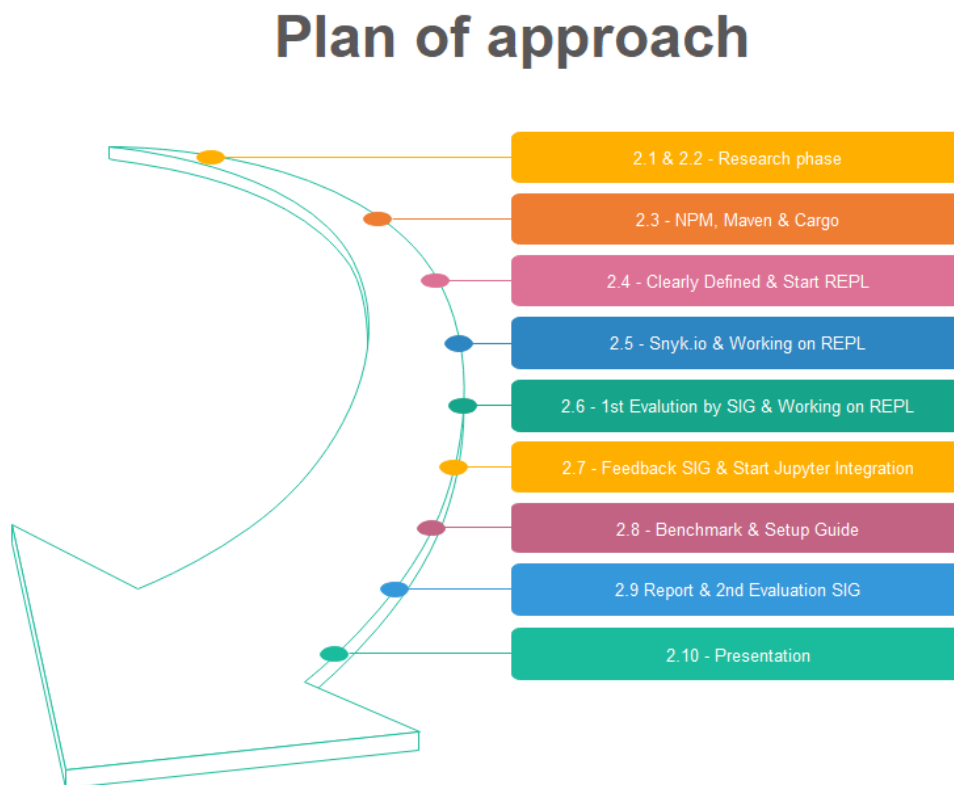 Plan of approach
2.1 & 2.2 - Research phase
2.3 - NPM, Maven & Cargo
2.4 - Clearly Defined & Start REPL
2.5 - Snyk.io & Working on REPL
2.6 - 1st Evalution by SIG & Working on REPL
2.7 - Feedback SIG & Start Jupyter Integration
2.8 - Benchmark & Setup Guide
2.9 Report & 2nd Evaluation SIG
2.10 - Presentation